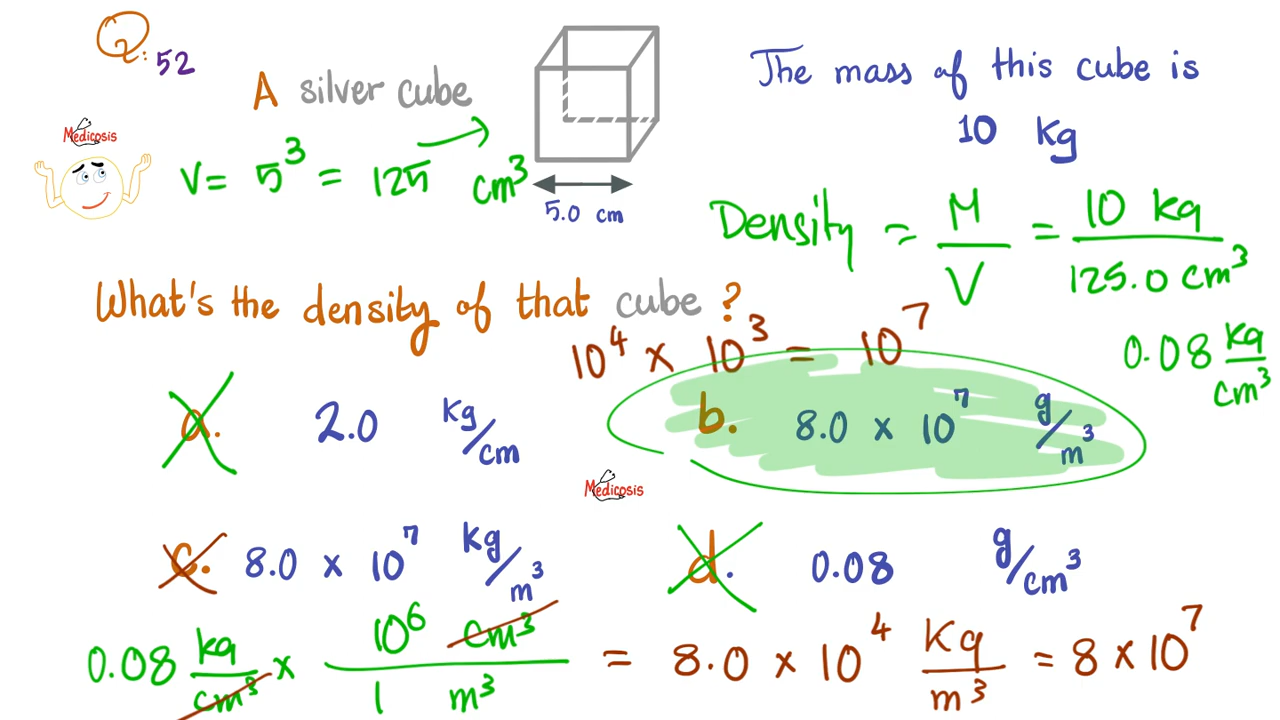 Q: 52
A silver cube
Medicosis
V = 5³ = 125 cm³
5.0 cm
The mass of this cube is
10 Kg
Density = M/V = 10 kg/125.0 cm³
0.08 kg/cm³
What's the density of that cube ?
10⁴ x 10³ = 10⁷
a. 2.0 Kg/cm
b. 8.0 x 10⁷ g/m³
Medicosis
c. 8.0 x 10⁷ Kg/m³
d. 0.08 g/cm³
0.08 kg/cm³ x 10⁶ cm³/1 m³ = 8.0 x 10⁴ Kg/m³ = 8 x 10⁷